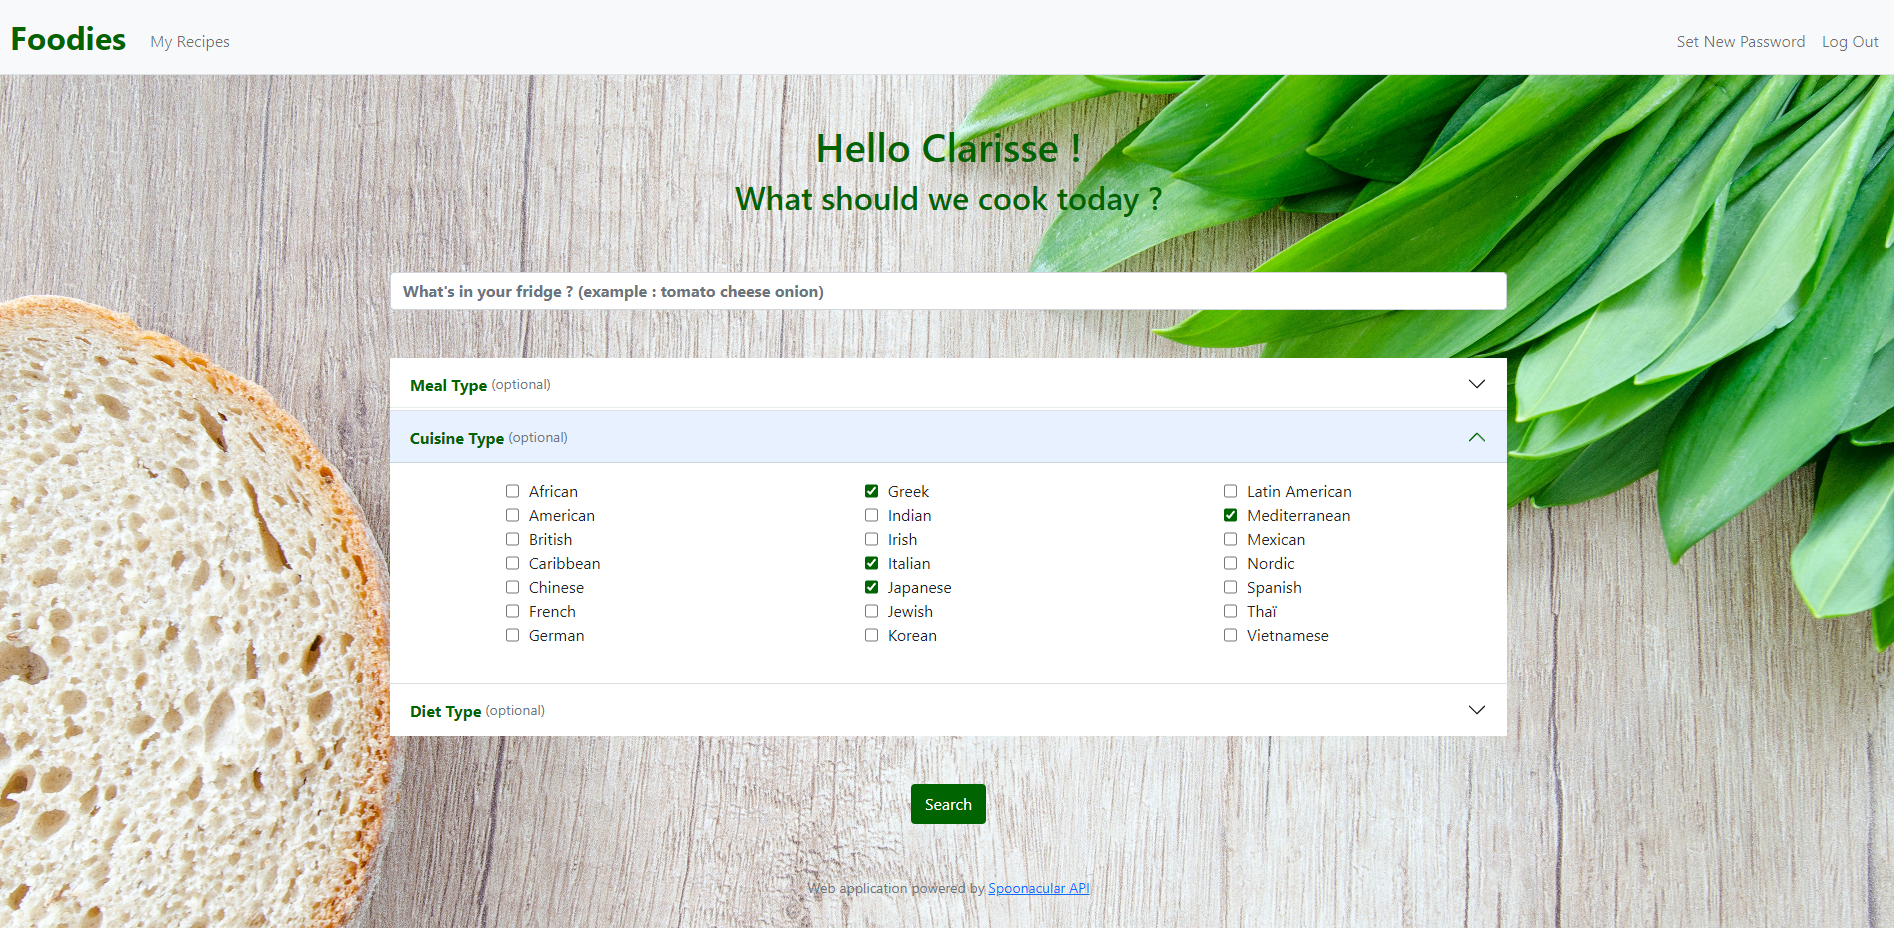 Foodies My Recipes Set New Password Log Out
Hello Clarisse !
What should we cook today ?
What's in your fridge ? (example : tomato cheese onion)
Meal Type (optional)
Cuisine Type (optional)
African Greek Latin American
American Indian Mediterranean
British Irish Mexican
Caribbean Italian Nordic
Chinese Japanese Spanish
French Jewish Thaï
German Korean Vietnamese
Diet Type (optional)
Search
Web application powered by Spoonacular API